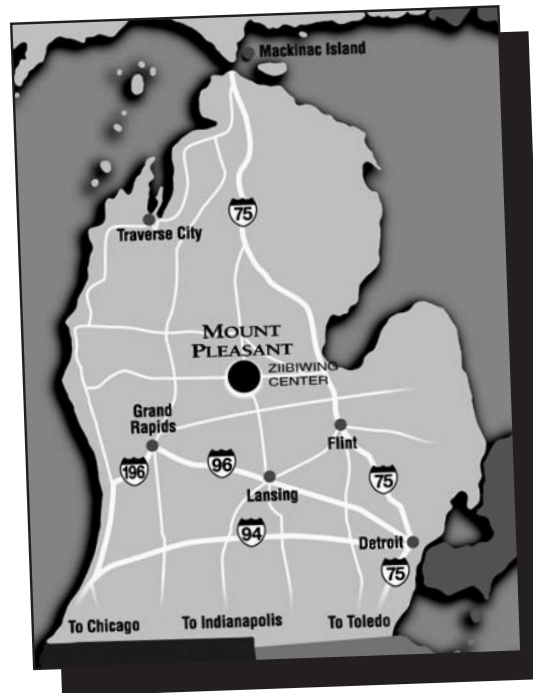 Mackinac Island
75
Traverse City
MOUNT
PLEASANT
ZIIBIWING
CENTER
Grand
Rapids
Flint
196
96
75
Lansing
94
Detroit
75
To Chicago
To Indianapolis
To Toledo